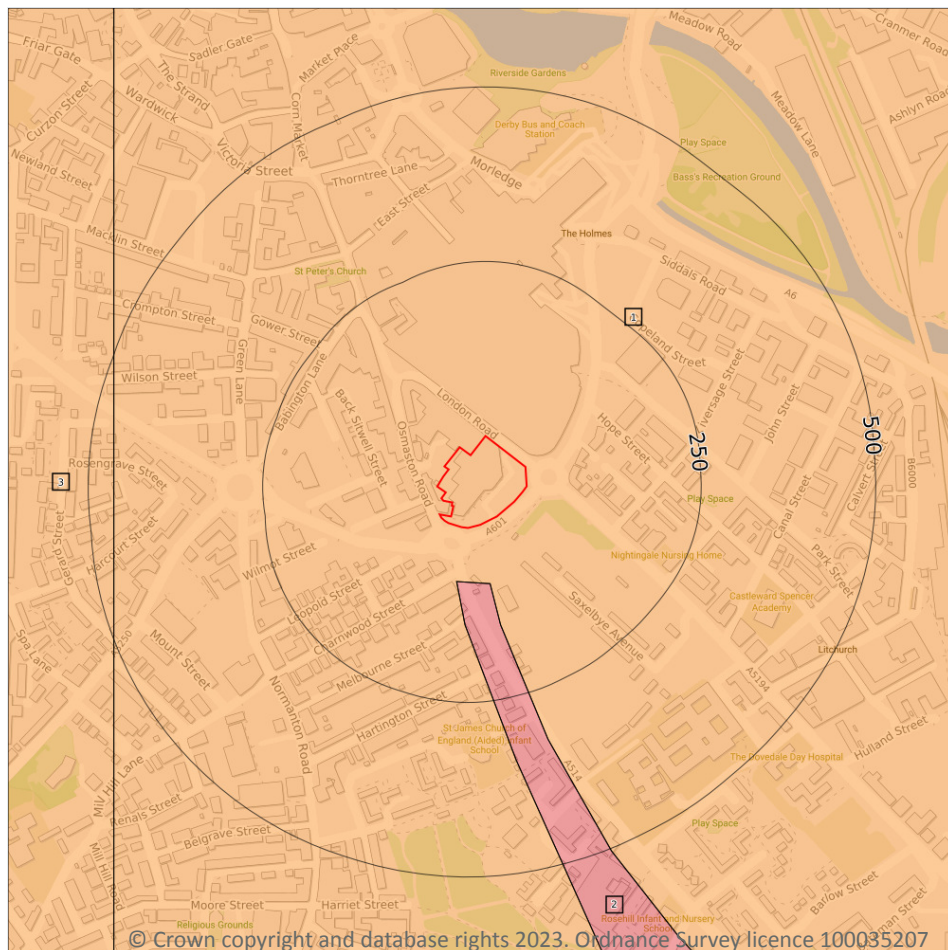 Meadow Road
Cranmer Road
Friar Gate
Sadler Gate
Market Place
Riverside Gardens
The Strand
Corn Market
Curzon Street
Wardwick
Meadow Lane
Ashlyn Road
Derby Bus and Coach
Station
Victoria Street
Play Space
Newland Street
Thorntree Lane
Morledge
Bass's Recreation Ground
East Street
Macklin Street
The Holmes
St Peter's Church
Siddals Road
A6
Crompton Street
1
Copeland Street
Gower Street
Green Lane
Wilson Street
Babington Lane
Liversage Street
Back Sitwell Street
London Road
John Street
Hope Street
Osmaston Road
250
500
Rosengrave Street
B6000
Calvert Street
3
Play Space
Canal Street
Gerard Street
Harcourt Street
A601
Nightingale Nursing Home
Park Street
Wilmot Street
Leopold Street
Saxelbye Avenue
Castleward Spencer
Academy
Charnwood Street
Spa Lane
A5250
Mount Street
Melbourne Street
Litchurch
A5194
Normanton Road
Hartington Street
St James Church of
England (Aided) Infant
School
Hulland Street
The Dovedale Day Hospital
A514
Mill Hill Lane
Renals Street
Play Space
Belgrave Street
Mill Hill Road
Barlow Street
Moore Street
Harriet Street
2
Religious Grounds
Rosehill Infant and Nursery
School
© Crown copyright and database rights 2023. Ordnance Survey licence 100035207